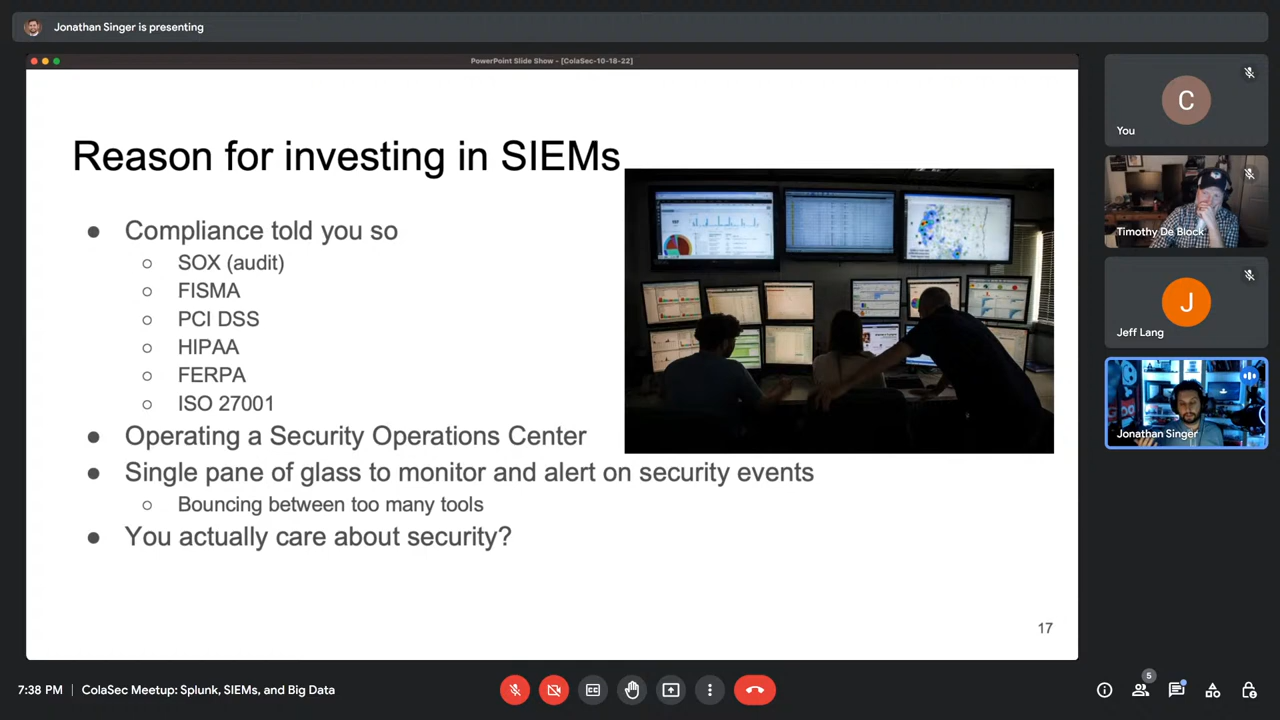 Jonathan Singer is presenting
PowerPoint Slide Show - [ColaSec-10-18-22]
Reason for investing in SIEMs
● Compliance told you so
○ SOX (audit)
○ FISMA
○ PCI DSS
○ HIPAA
○ FERPA
○ ISO 27001
● Operating a Security Operations Center
● Single pane of glass to monitor and alert on security events
○ Bouncing between too many tools
● You actually care about security?
17
C
You
Timothy De Block
J
Jeff Lang
Jonathan Singer
7:38 PM | ColaSec Meetup: Splunk, SIEMs, and Big Data
CC
5